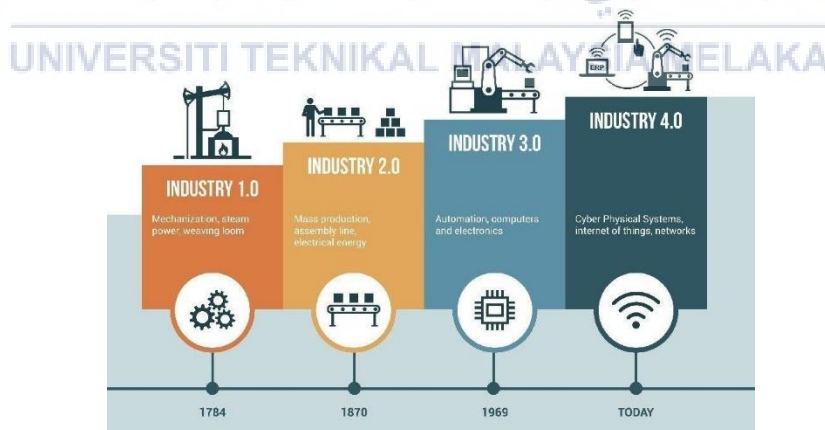 UNIVERSITI TEKNIKAL MALAYSIA MELAKA
ERP
INDUSTRY 1.0
Mechanization, steam
power, weaving loom
INDUSTRY 2.0
Mass production,
assembly line,
electrical energy
INDUSTRY 3.0
Automation, computers
and electronics
INDUSTRY 4.0
Cyber Physical Systems,
internet of things, networks
1784
1870
1969
TODAY